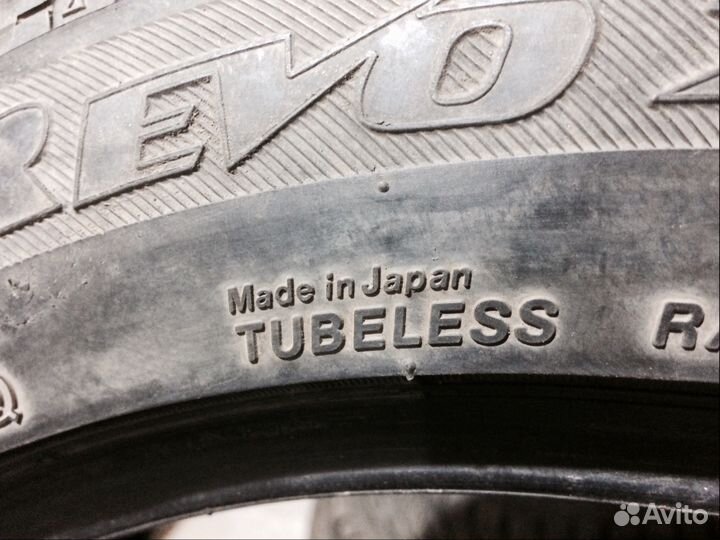 REVO
Made in Japan
TUBELESS
Q
Avito